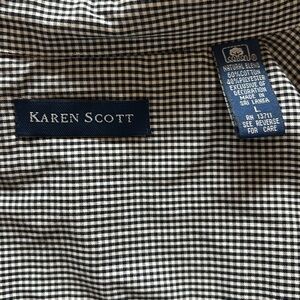 KAREN SCOTT
NATURAL BLEND
60% COTTON
40% POLYESTER
EXCLUSIVE OF
DECORATION
MADE IN
SRI LANKA
L
RN 13711
SEE REVERSE
FOR CARE